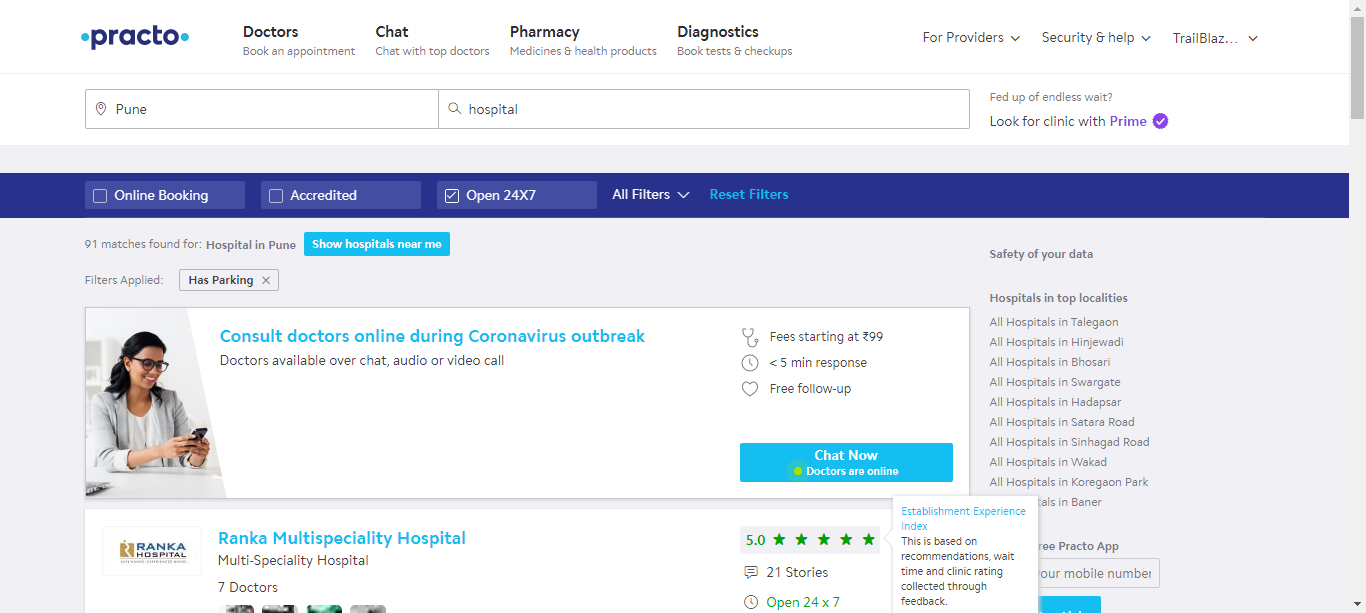 practo
Doctors
Book an appointment
Chat
Chat with top doctors
Pharmacy
Medicines & health products
Diagnostics
Book tests & checkups
For Providers
Security & help
TrailBlaz...
Pune
hospital
Fed up of endless wait?
Look for clinic with Prime
Online Booking
Accredited
Open 24X7
All Filters
Reset Filters
91 matches found for: Hospital in Pune
Show hospitals near me
Filters Applied:
Has Parking
Consult doctors online during Coronavirus outbreak
Doctors available over chat, audio or video call
Fees starting at ₹99
< 5 min response
Free follow-up
Chat Now
Doctors are online
RANKA
HOSPITAL
Ranka Multispeciality Hospital
Multi-Speciality Hospital
7 Doctors
5.0
21 Stories
Open 24 x 7
Establishment Experience
Index
This is based on
recommendations, wait
time and clinic rating
collected through
feedback.
Safety of your data
Hospitals in top localities
All Hospitals in Talegaon
All Hospitals in Hinjewadi
All Hospitals in Bhosari
All Hospitals in Swargate
All Hospitals in Hadapsar
All Hospitals in Satara Road
All Hospitals in Sinhagad Road
All Hospitals in Wakad
All Hospitals in Koregaon Park
in Baner
Practo App
mobile number